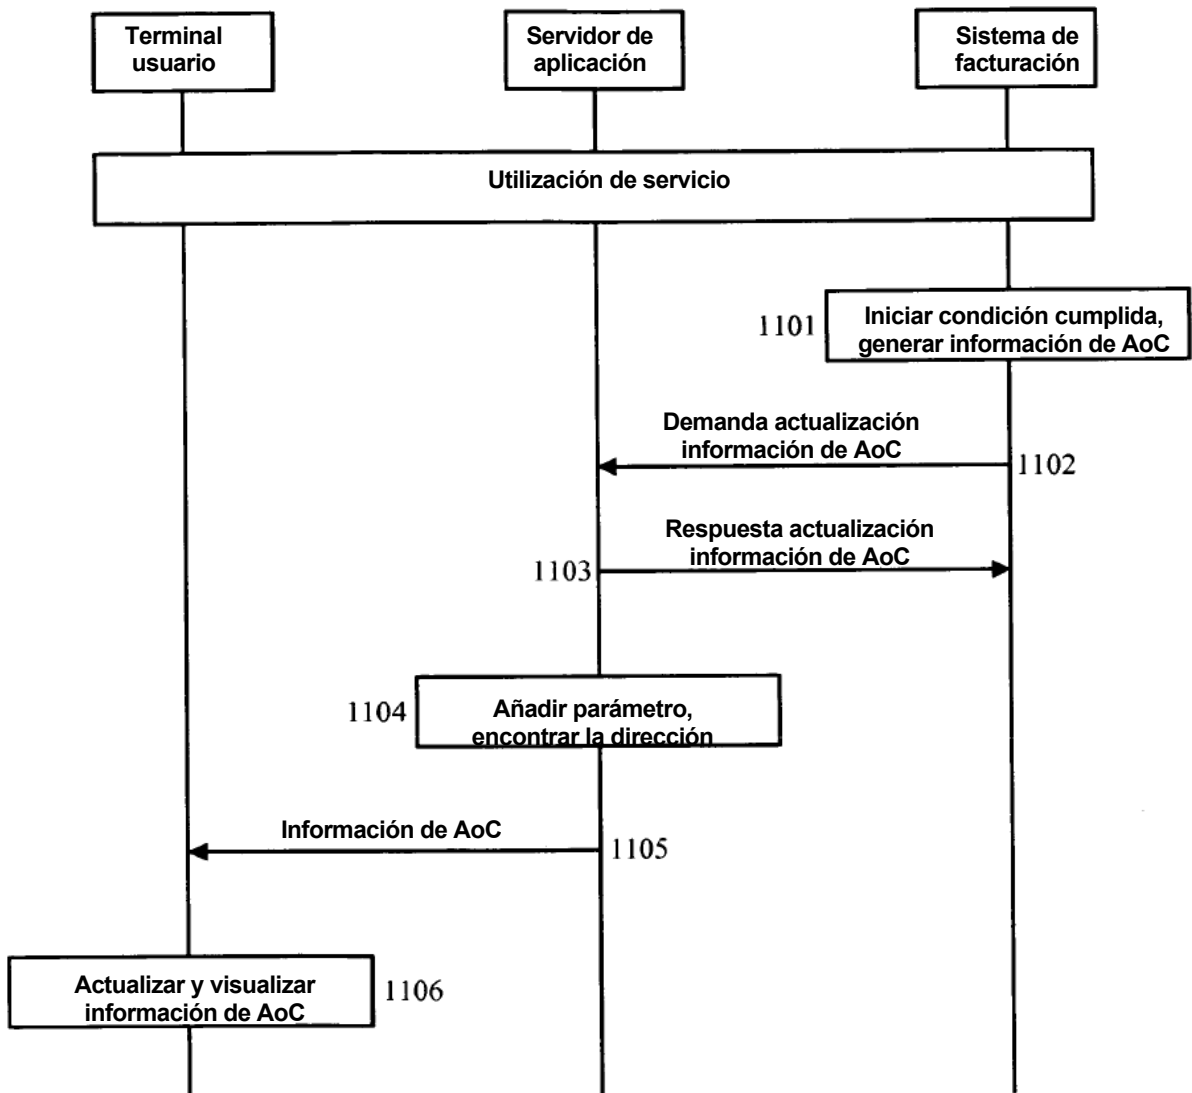 Terminal
usuario
Servidor de
aplicación
Sistema de
facturación
Utilización de servicio
1101
Iniciar condición cumplida,
generar información de AoC
Demanda actualización
información de AoC
1102
Respuesta actualización
información de AoC
1103
1104
Añadir parámetro,
encontrar la dirección
Información de AoC
1105
Actualizar y visualizar
información de AoC
1106